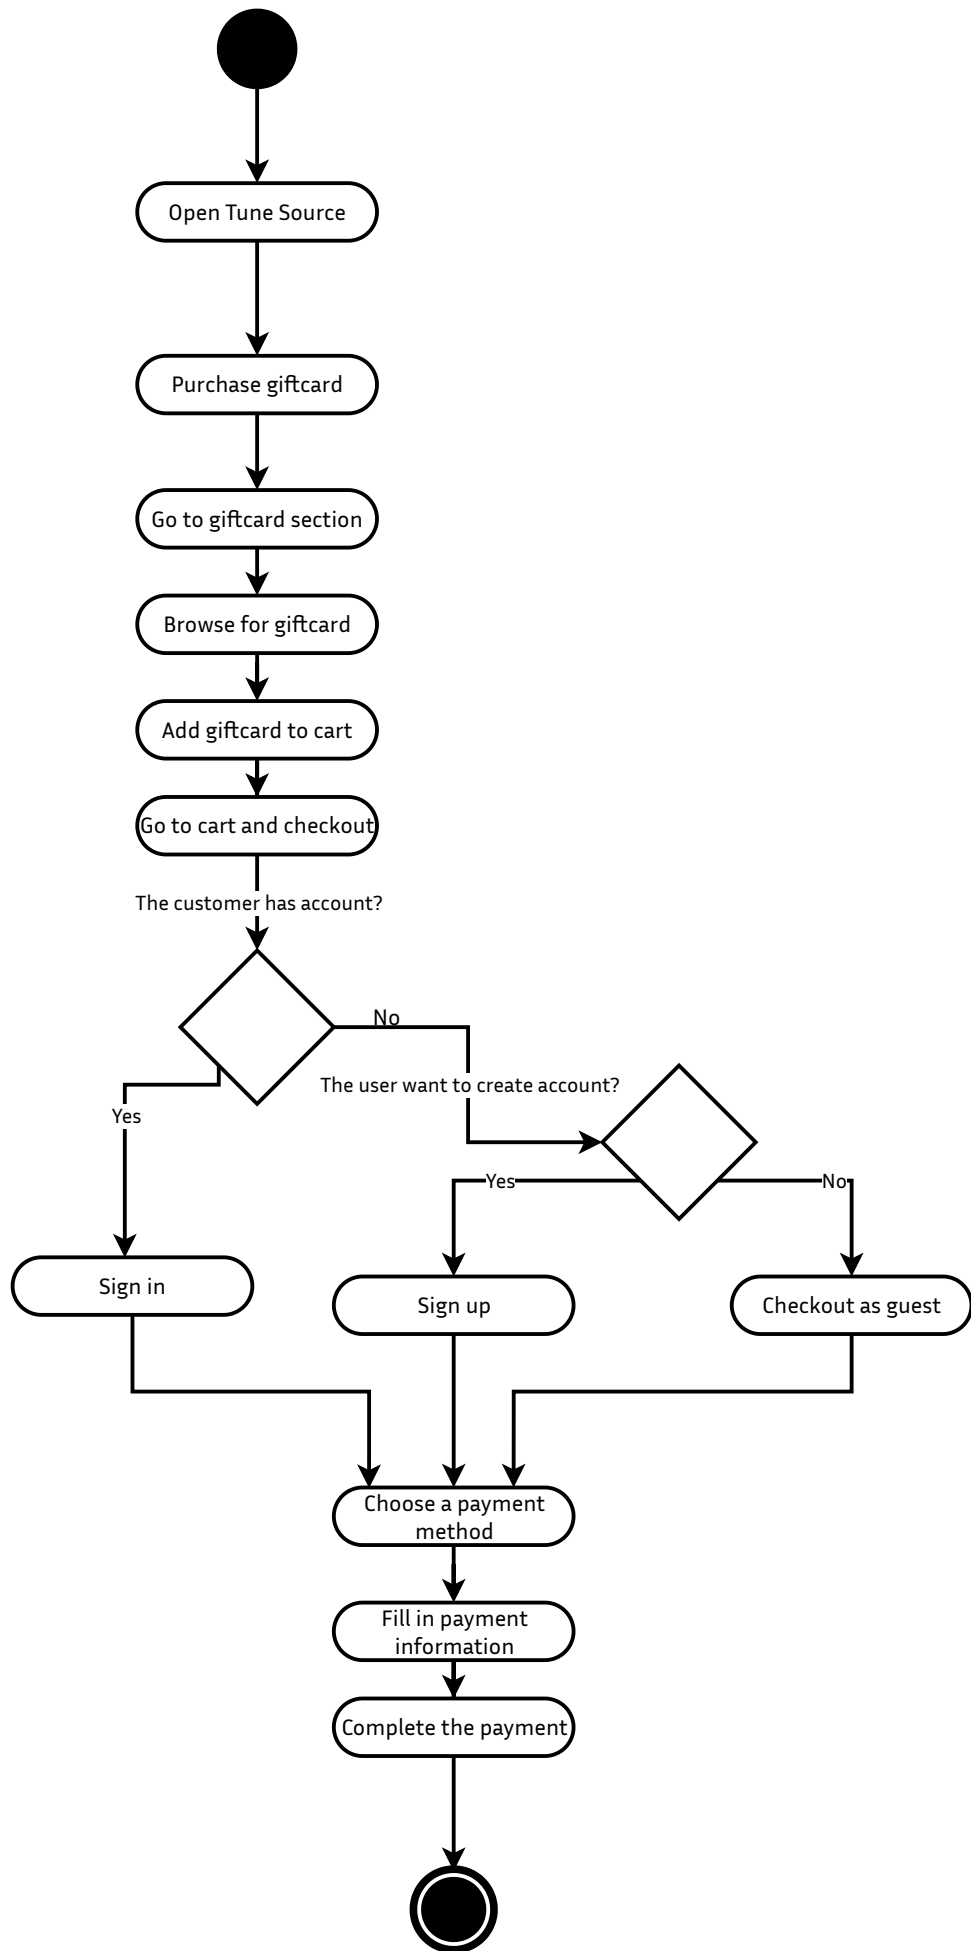 Open Tune Source
Purchase giftcard
Go to giftcard section
Browse for giftcard
Add giftcard to cart
Go to cart and checkout
The customer has account?
No
The user want to create account?
Yes
Yes
No
Sign in
Sign up
Checkout as guest
Choose a payment
method
Fill in payment
information
Complete the payment